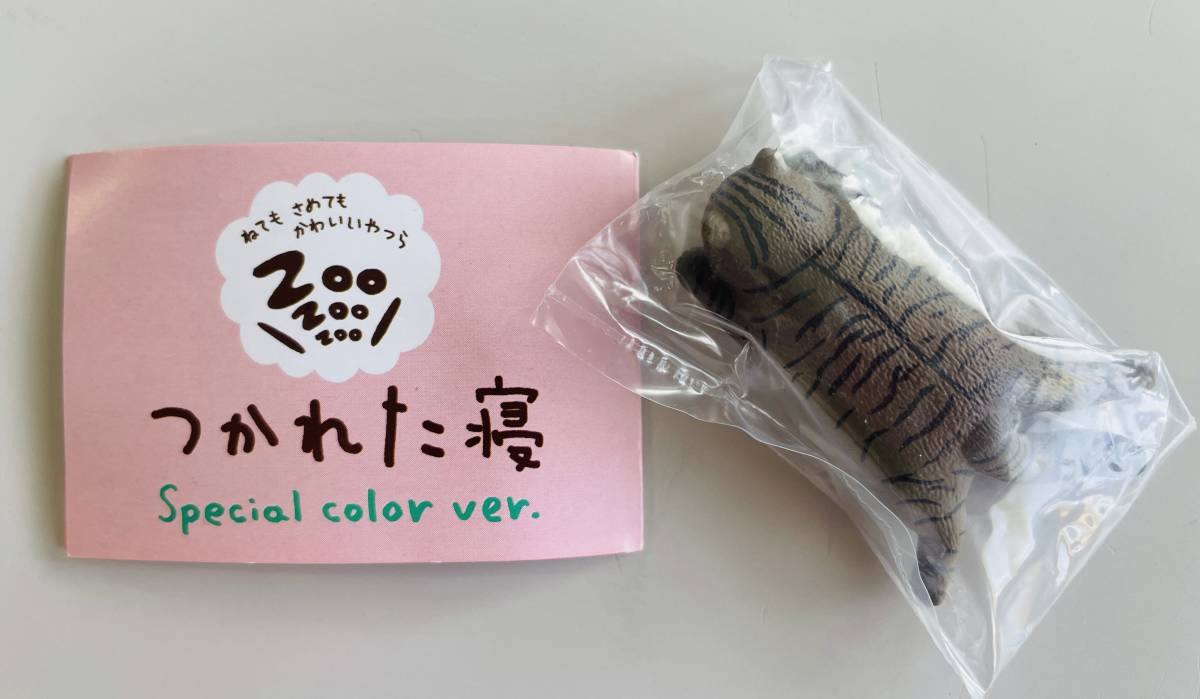 ねても さめても
かわいいやつら
Zoo
zoo
zoo
つかれた寝
Special color ver.